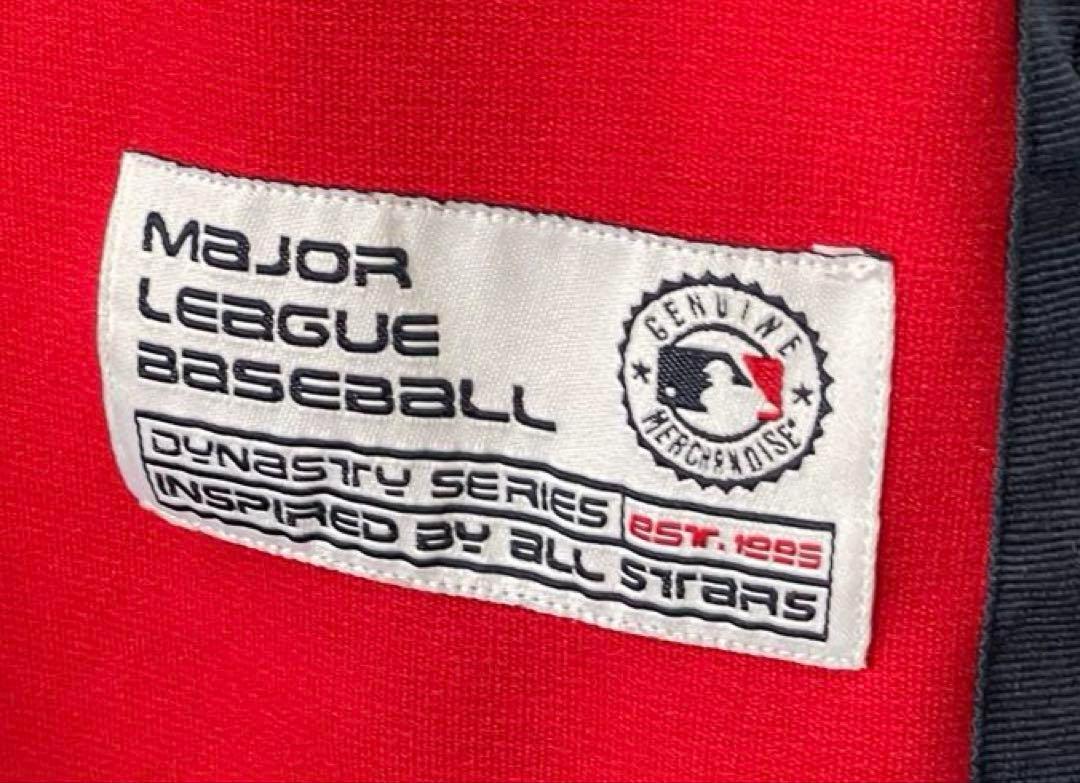 MaJOR
LEaGUE
BaSEBaLL
GENUINE
MERCHANDISE
DYNaSTY SERIES eST. 1995
INSPIRED BY aLL STaRS